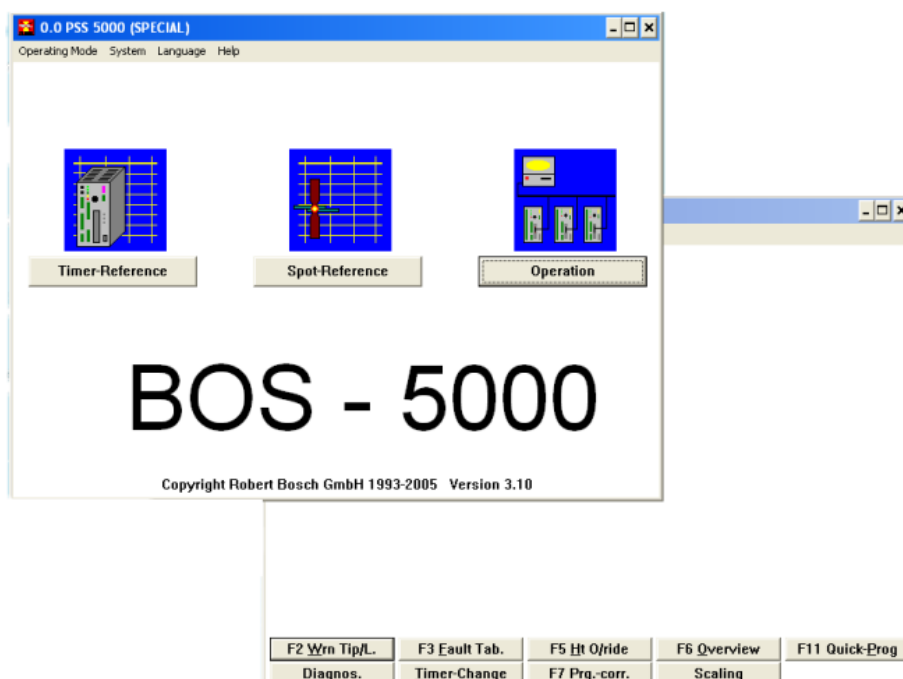 0.0 PSS 5000 (SPECIAL)
Operating Mode System Language Help
Timer-Reference Spot-Reference Operation
BOS - 5000
Copyright Robert Bosch GmbH 1993-2005 Version 3.10
F2 Wrn Tip/L. F3 Fault Tab. F5 Ht O/ride F6 Overview F11 Quick-Prog
Diagnos. Timer-Change F7 Prg.-corr. Scaling